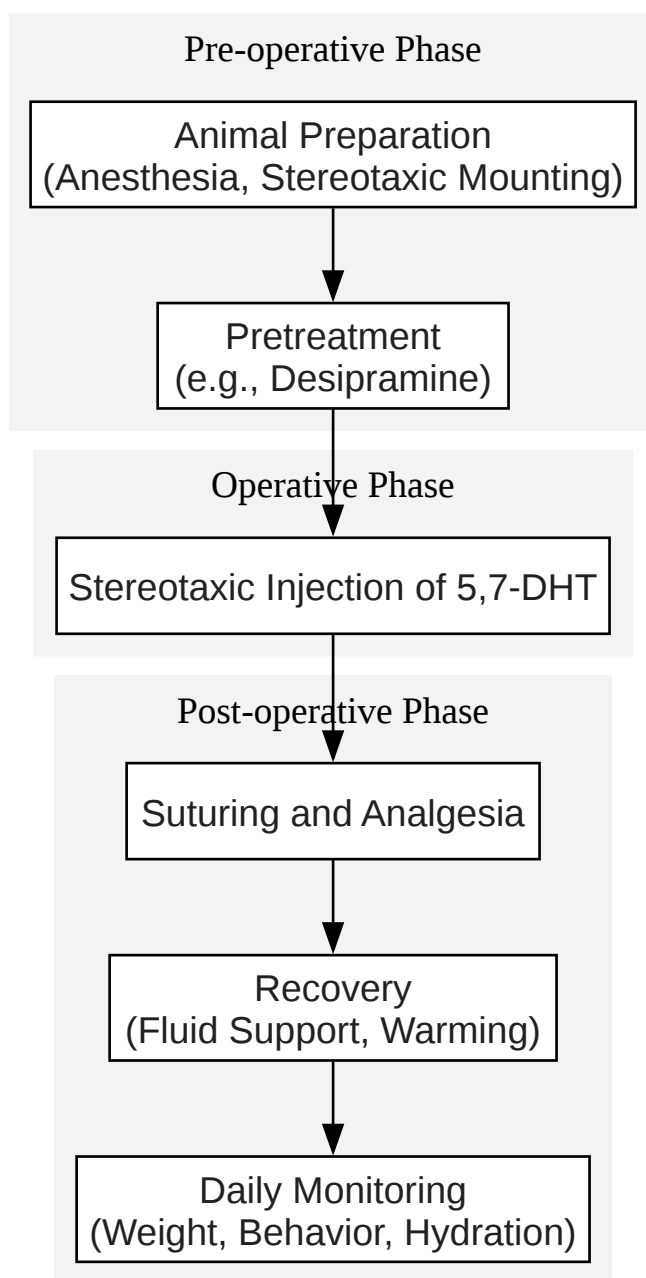 Pre-operative Phase
Animal Preparation
(Anesthesia, Stereotaxic Mounting)
Pretreatment
(e.g., Desipramine)
Operative Phase
Stereotaxic Injection of 5,7-DHT
Post-operative Phase
Suturing and Analgesia
Recovery
(Fluid Support, Warming)
Daily Monitoring
(Weight, Behavior, Hydration)